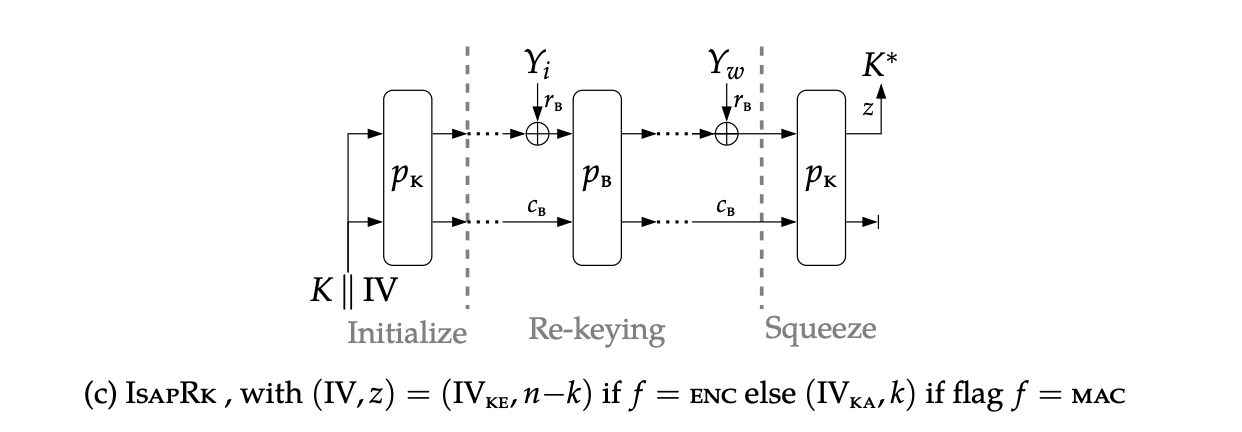 Y_i Y_w K*
r_B r_B z
p_K p_B p_K
c_B c_B
K ∥ IV
Initialize Re-keying Squeeze
(c) IsapRk , with (IV, z) = (IV_KE, n−k) if f = enc else (IV_KA, k) if flag f = mac